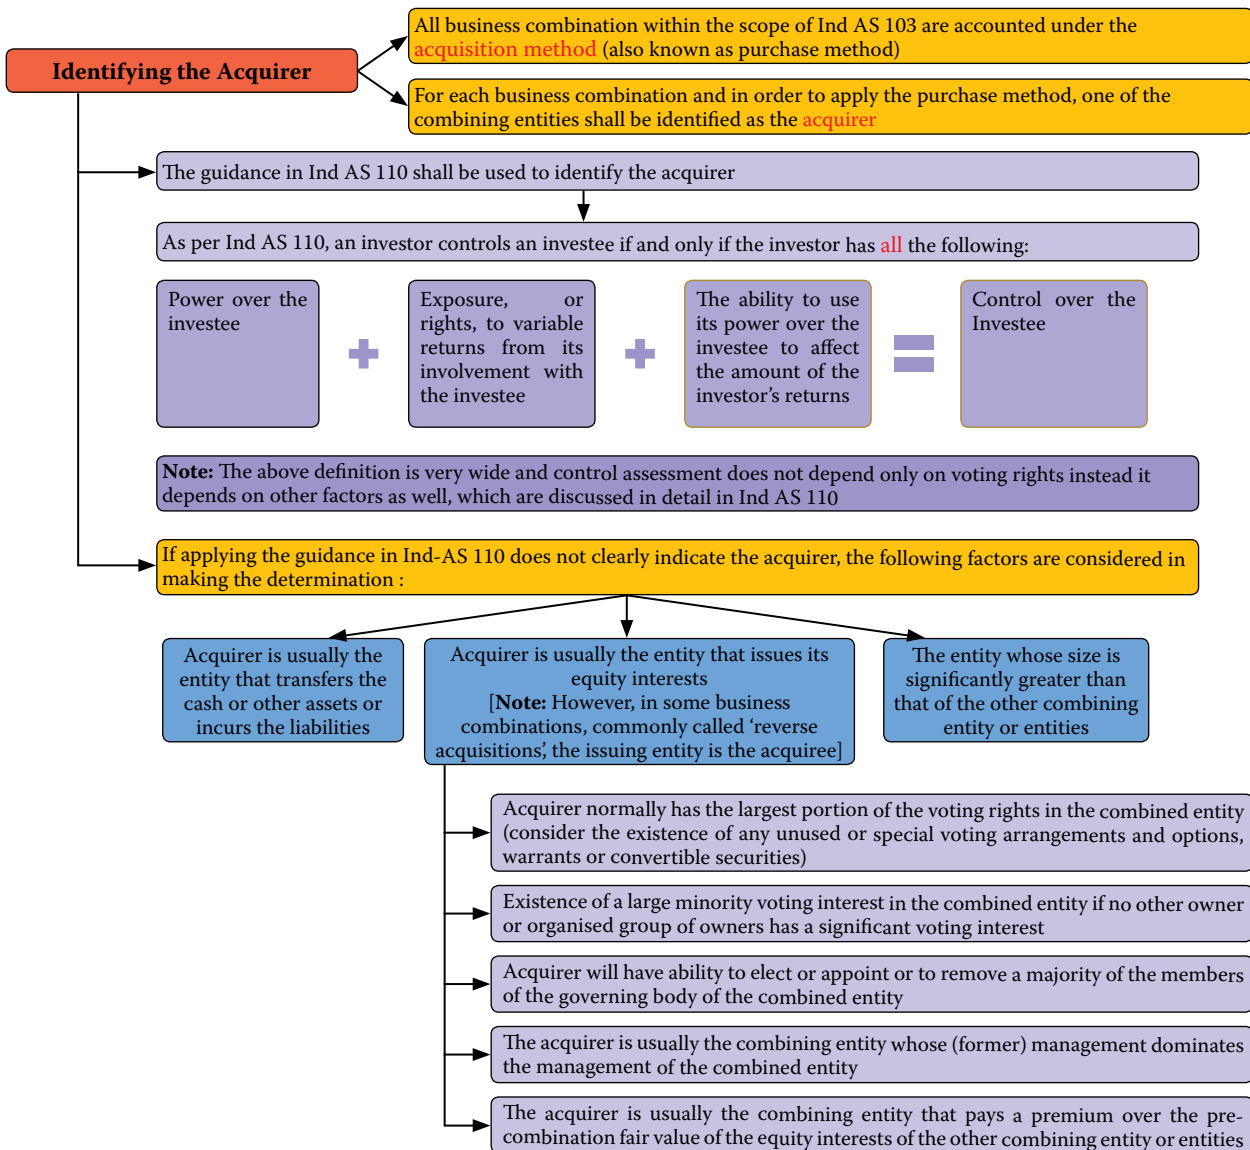 All business combination within the scope of Ind AS 103 are accounted under the
acquisition method (also known as purchase method)
Identifying the Acquirer
For each business combination and in order to apply the purchase method, one of the
combining entities shall be identified as the acquirer
The guidance in Ind AS 110 shall be used to identify the acquirer
As per Ind AS 110, an investor controls an investee if and only if the investor has all the following:
Power over the
investee
Exposure, or
rights, to variable
returns from its
involvement with
the investee
The ability to use
its power over the
investee to affect
the amount of the
investor's returns
Control over the
Investee
Note: The above definition is very wide and control assessment does not depend only on voting rights instead it
depends on other factors as well, which are discussed in detail in Ind AS 110
If applying the guidance in Ind-AS 110 does not clearly indicate the acquirer, the following factors are considered in
making the determination :
Acquirer is usually the
entity that transfers the
cash or other assets or
incurs the liabilities
Acquirer is usually the entity that issues its
equity interests
[Note: However, in some business
combinations, commonly called 'reverse
acquisitions', the issuing entity is the acquiree]
The entity whose size is
significantly greater than
that of the other combining
entity or entities
Acquirer normally has the largest portion of the voting rights in the combined entity
(consider the existence of any unused or special voting arrangements and options,
warrants or convertible securities)
Existence of a large minority voting interest in the combined entity if no other owner
or organised group of owners has a significant voting interest
Acquirer will have ability to elect or appoint or to remove a majority of the members
of the governing body of the combined entity
The acquirer is usually the combining entity whose (former) management dominates
the management of the combined entity
The acquirer is usually the combining entity that pays a premium over the pre-
combination fair value of the equity interests of the other combining entity or entities